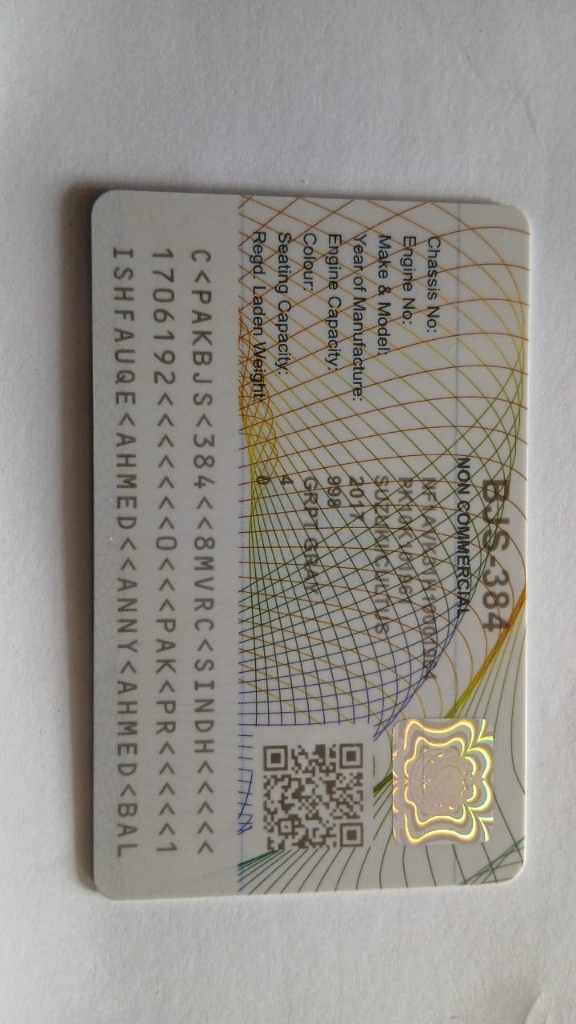 BJS-384
NON COMMERCIAL
Chassis No:
Engine No:
Make & Model: SUZUKI CULTUS
Year of Manufacture: 2017
Engine Capacity: 998
Colour: GRPT GRAY
Seating Capacity: 4
Regd. Laden Weight: 0
C<PAKBJS<384<<8MVRC<SINDH<<<<<
1706192<<<<<<<0<<<PAK<PR<<<<<1
ISHFAUQE<AHMED<<ANNY<AHMED<BAL